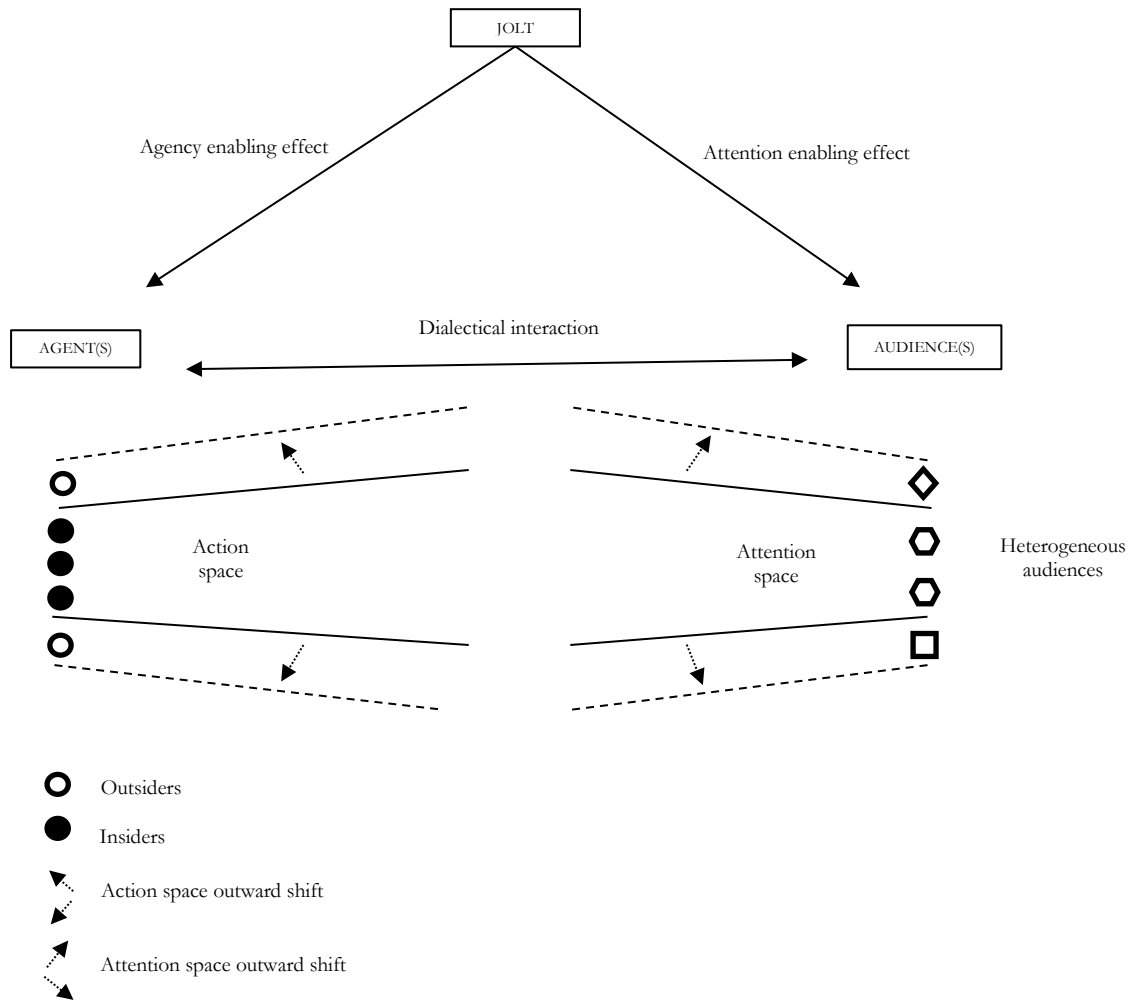 JOLT
Agency enabling effect
Attention enabling effect
Dialectical interaction
AGENT(S)
AUDIENCE(S)
Action
space
Attention
space
Heterogeneous
audiences
Outsiders
Insiders
Action space outward shift
Attention space outward shift